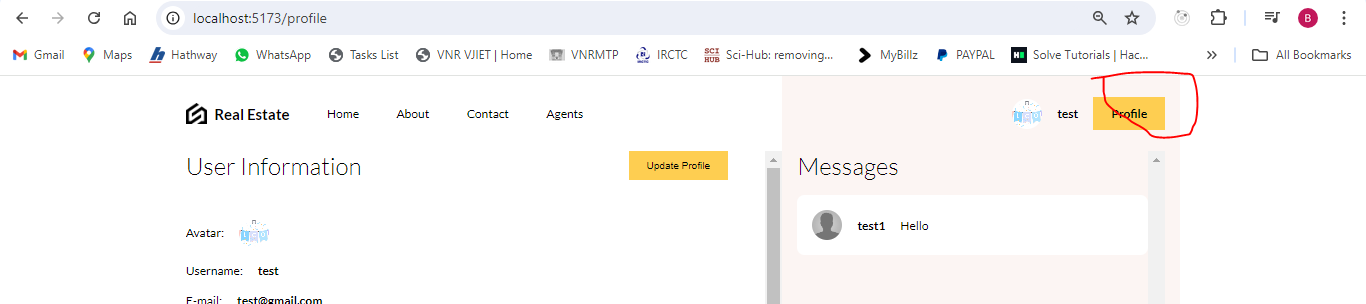 localhost:5173/profile
B
Gmail Maps Hathway WhatsApp Tasks List VNR VJIET | Home VNRMTP IRCTC SCI HUB Sci-Hub: removing... MyBillz PAYPAL H Solve Tutorials | Hac... » All Bookmarks
Real Estate Home About Contact Agents test Profile
User Information Update Profile Messages
test1 Hello
Avatar:
Username: test
E-mail: test@gmail.com